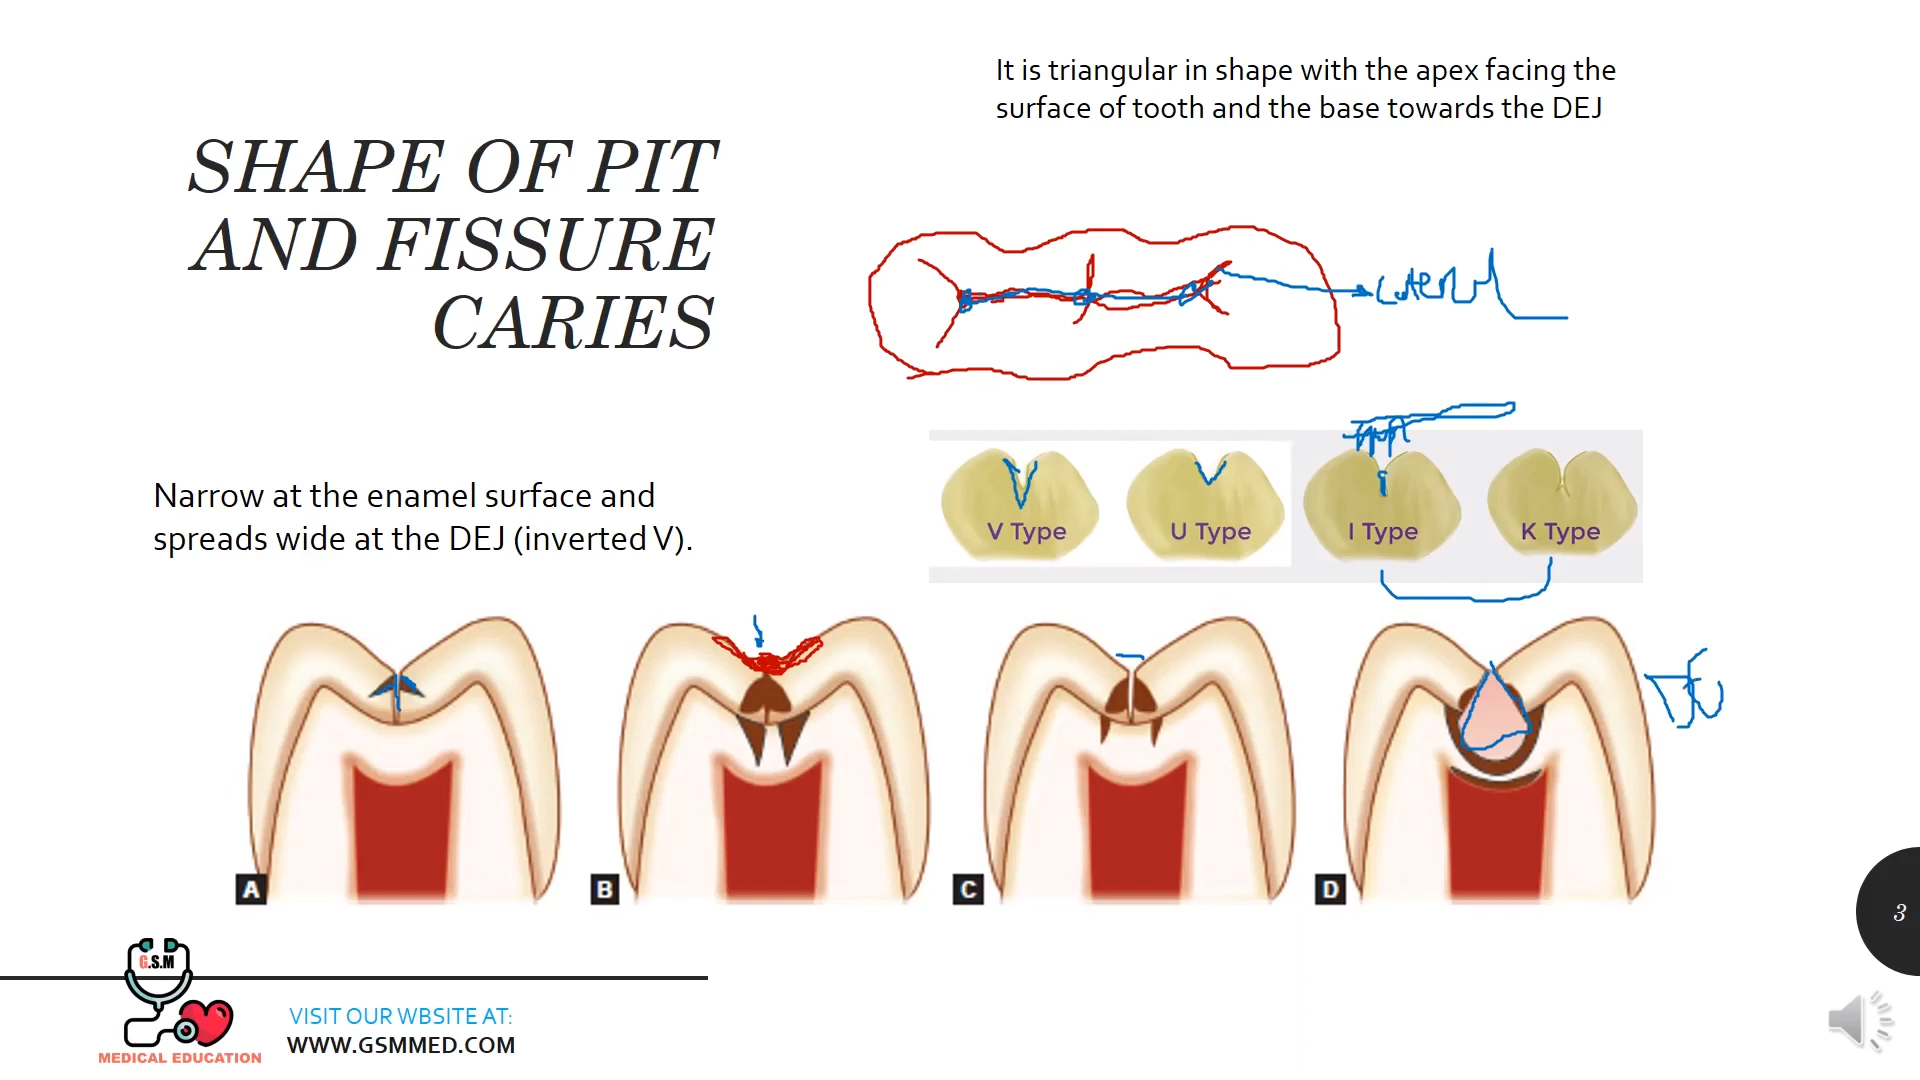 It is triangular in shape with the apex facing the
surface of tooth and the base towards the DEJ
SHAPE OF PIT
AND FISSURE
CARIES
Narrow at the enamel surface and
spreads wide at the DEJ (inverted V).
V Type
U Type
I Type
K Type
A
B
C
D
3
G.S.M
MEDICAL EDUCATION
VISIT OUR WBSITE AT:
WWW.GSMMED.COM